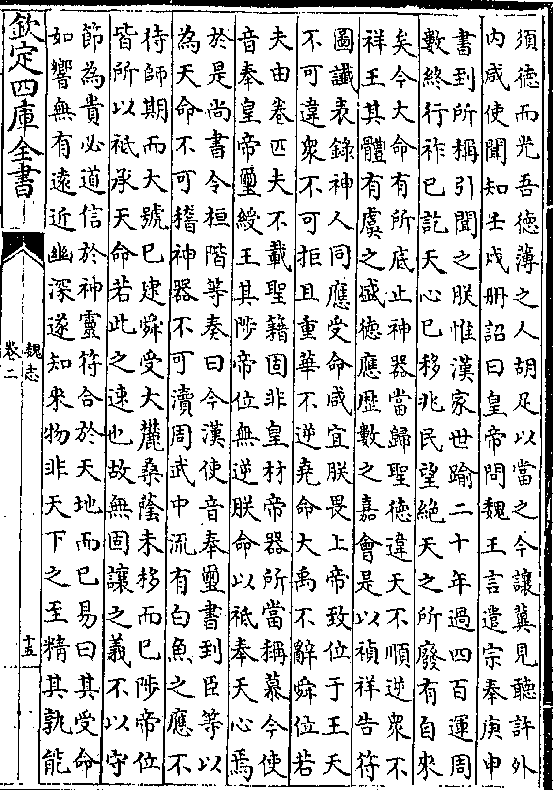 須德而光吾德薄之人胡足以當之今讓冀見聽許外
内咸使聞知壬戌册詔曰皇帝問魏王言遣宗奉庚申
書到所稱引聞之朕惟漢家世踰二十年過四百運周
數終行祚已訖天心已移兆民望絶天之所廢有自來
矣今大命有所底止神器當歸聖德違天不順逆衆不
祥王其體有虞之盛德應歴數之嘉會是以禎祥告符
圖讖表錄神人同應受命咸宜朕畏上帝致位于王天
不可違衆不可拒且重華不逆堯命大禹不辭舜位若
夫由卷匹夫不載聖籍固非皇材帝器所當稱慕今使
音奉皇帝璽綬王其陟帝位無逆朕命以祗奉天心焉
於是尚書令桓階等奏曰今漢使音奉璽書到臣等以
為天命不可稽神器不可瀆周武中流有白魚之應不
待師期而大號已建舜受大麓桑蔭未移而已陟帝位
皆所以祗承天命若此之速也故無固讓之義不以守
節為貴必道信於神靈符合於天地而已易曰其受命
如響無有遠近幽深遂知來物非天下之至精其孰能
欽定四庫全書
魏志
卷二
十五